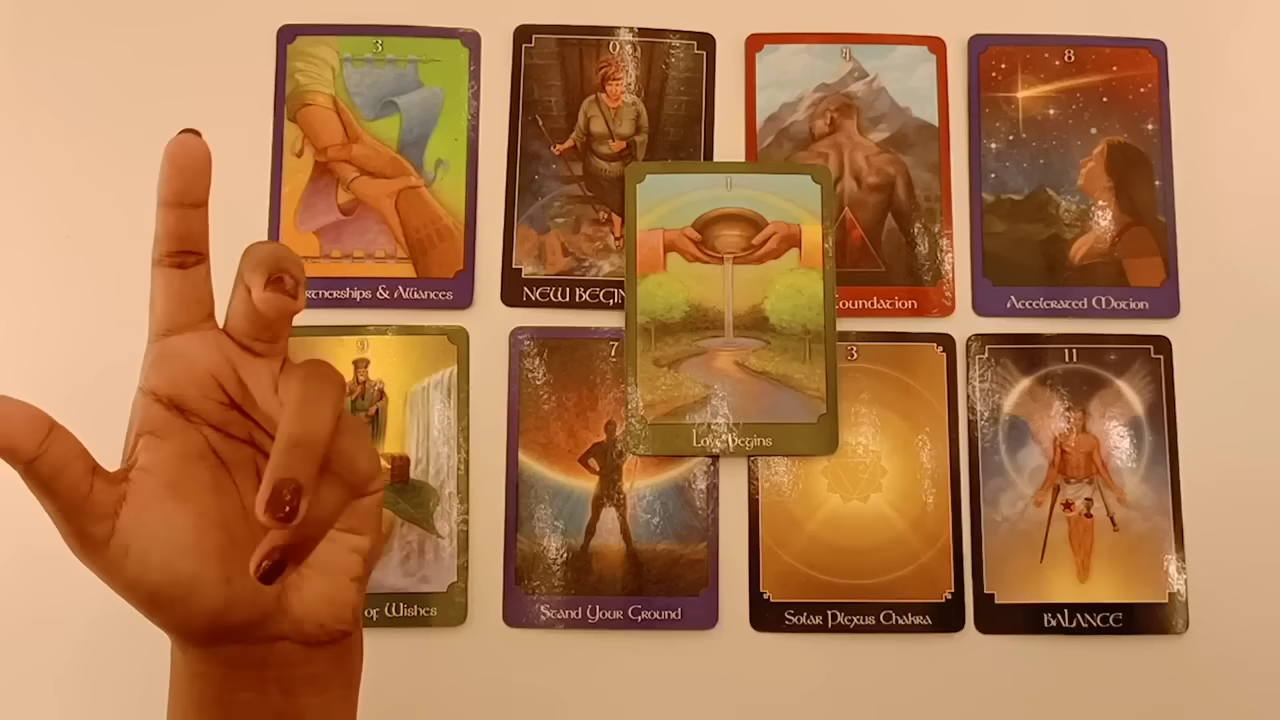 3
rtnerships & Alliances
0
NEW BEGIN
4
oundation
8
Accelerated Motion
1
Love Begins
9
of Wishes
7
Stand Your Ground
3
Solar Plexus Chakra
11
BALANCE